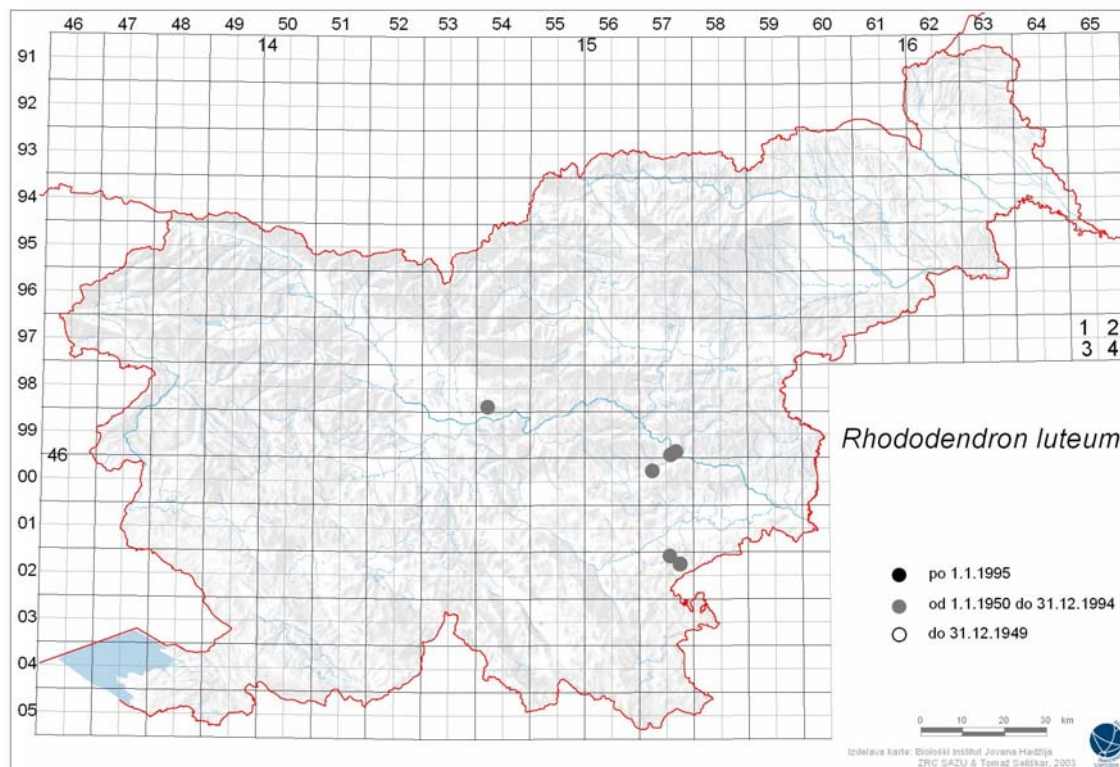 46 47 48 49 50 51 52 53 54 55 56 57 58 59 60 61 62 63 64 65
14 15 16
91
92
93
94
95
96
97
1 2
3 4
98
99
Rhododendron luteum
46
00
01
02
po 1.1.1995
od 1.1.1950 do 31.12.1994
03
do 31.12.1949
04
05
0 10 20 30 km
Izdelava karte: Biološki inštitut Jovana Hadžija
ZRC SAZU & Tomaž Seliškar, 2003